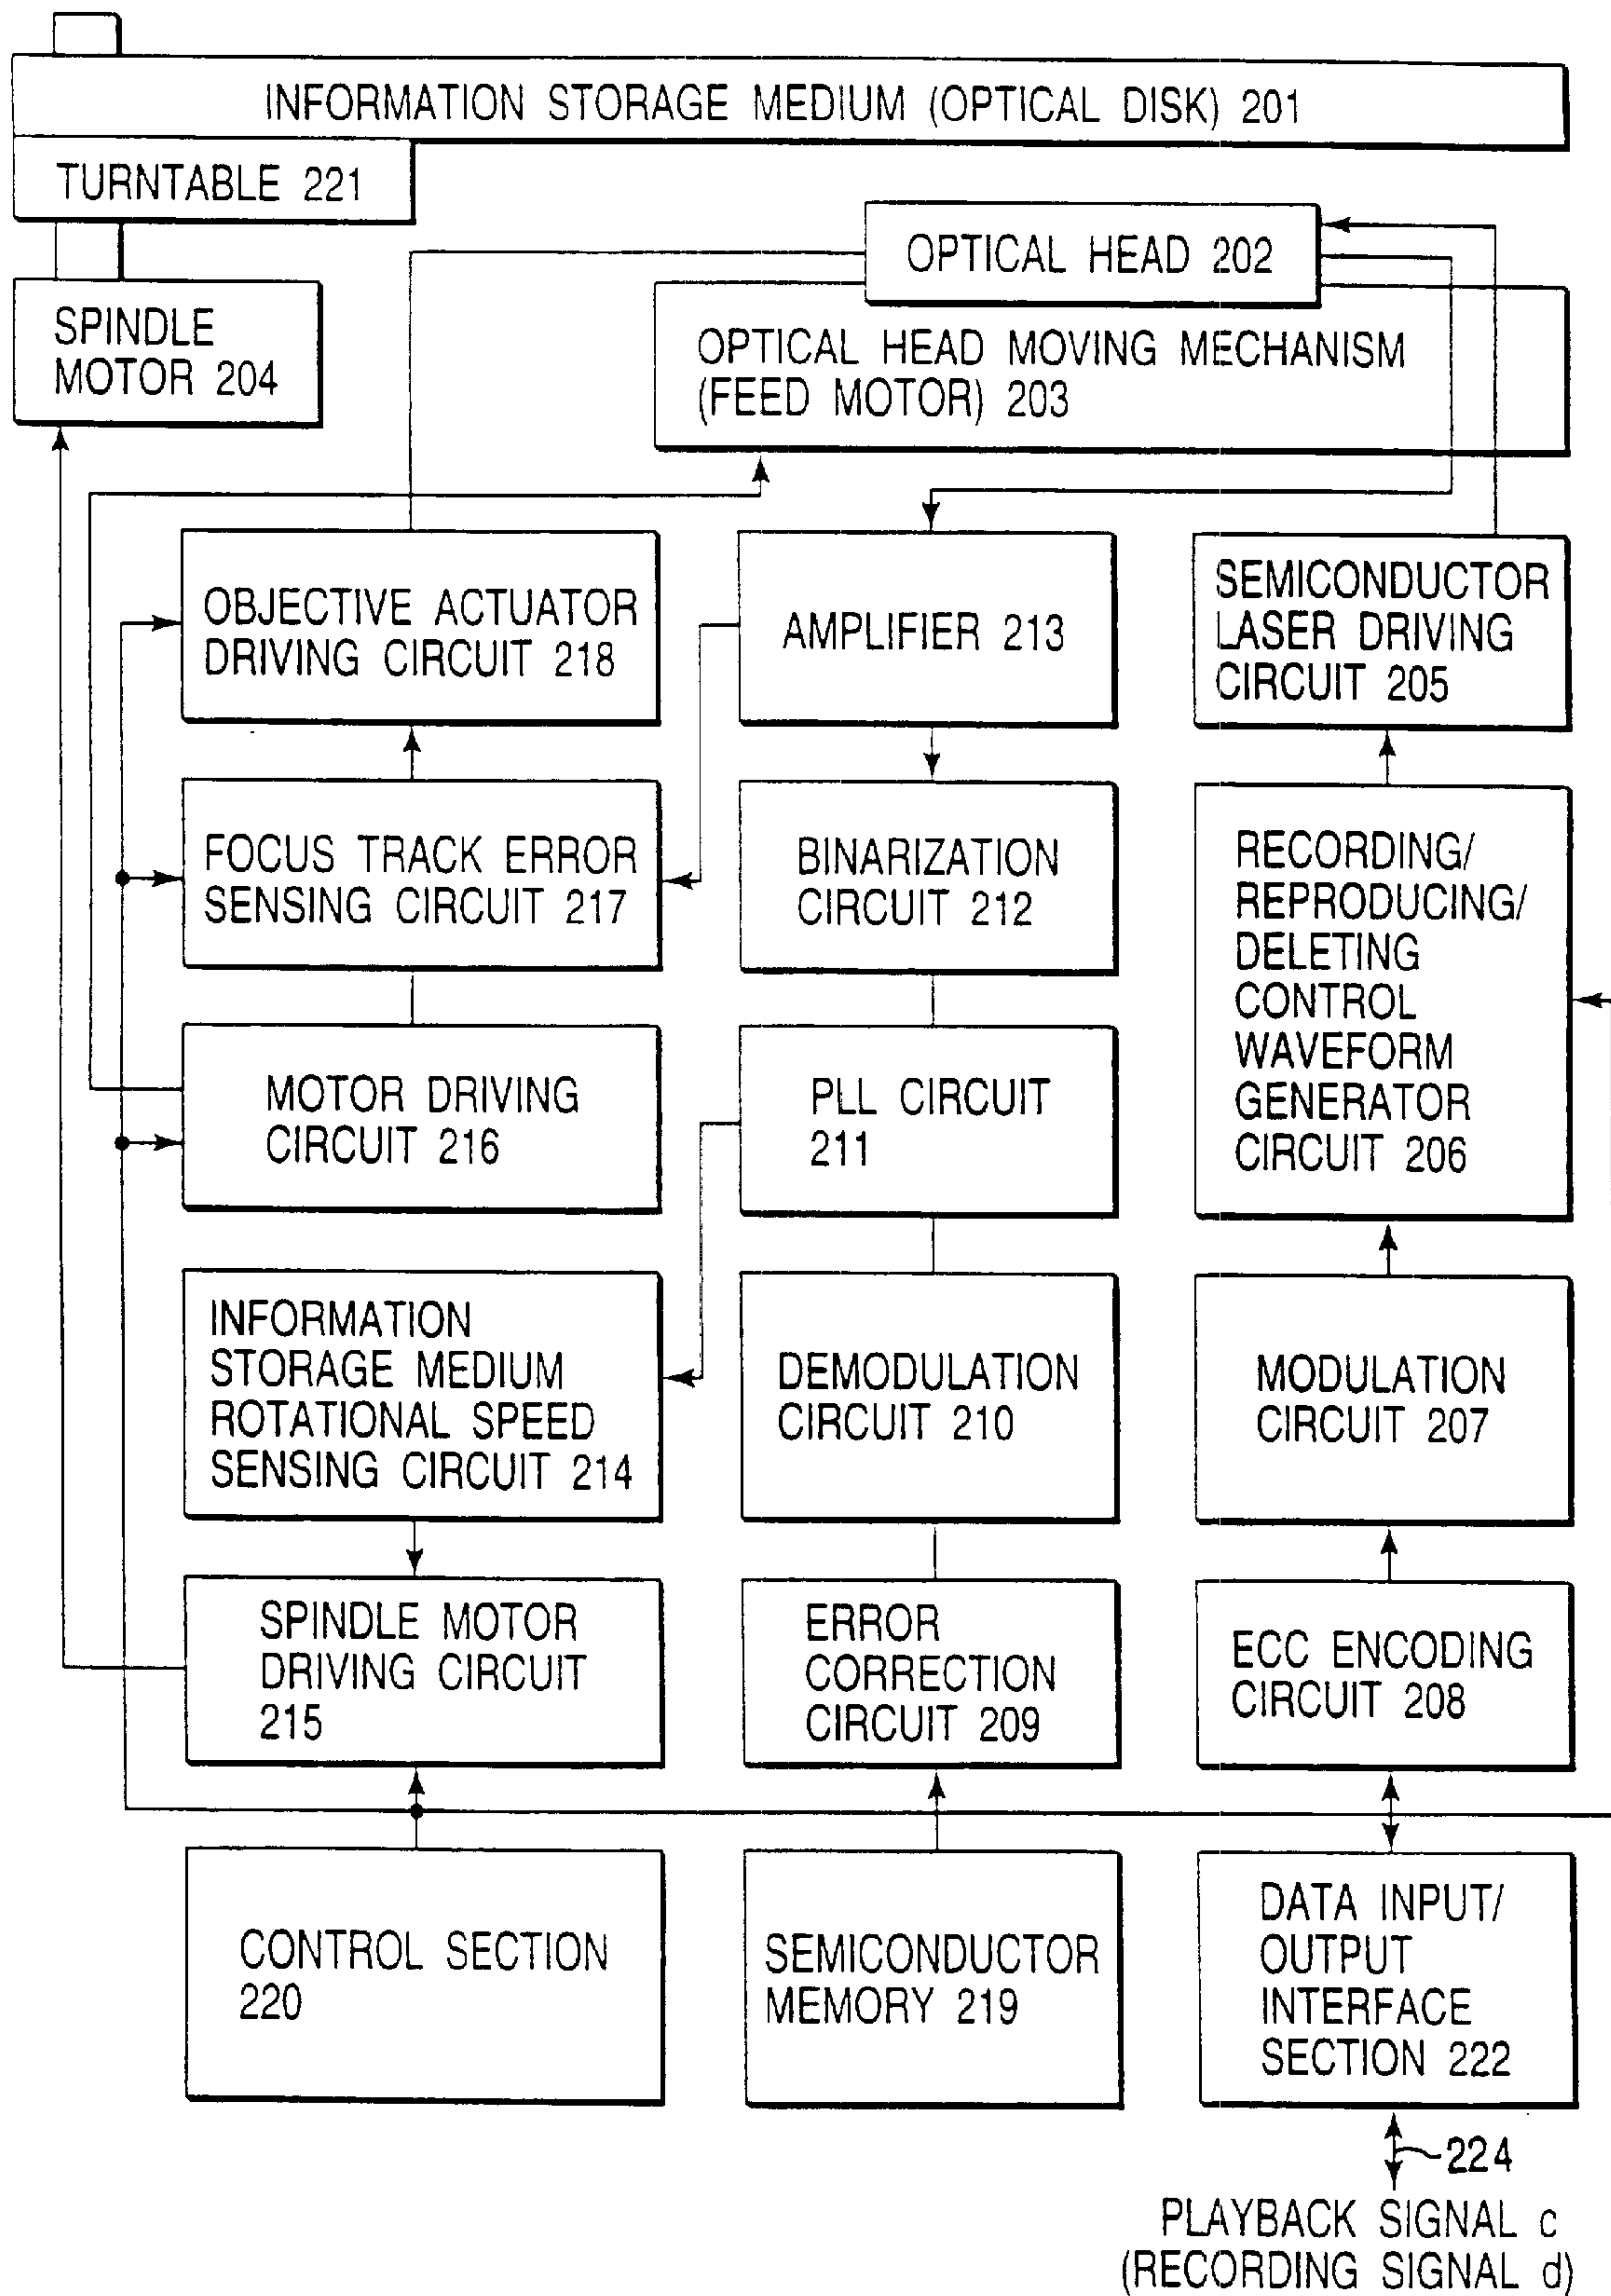 INFORMATION STORAGE MEDIUM (OPTICAL DISK) 201
TURNTABLE 221
OPTICAL HEAD 202
SPINDLE
MOTOR 204
OPTICAL HEAD MOVING MECHANISM
(FEED MOTOR) 203
OBJECTIVE ACTUATOR
DRIVING CIRCUIT 218
AMPLIFIER 213
SEMICONDUCTOR
LASER DRIVING
CIRCUIT 205
FOCUS TRACK ERROR
SENSING CIRCUIT 217
BINARIZATION
CIRCUIT 212
RECORDING/
REPRODUCING/
DELETING
CONTROL
WAVEFORM
GENERATOR
CIRCUIT 206
MOTOR DRIVING
CIRCUIT 216
PLL CIRCUIT
211
INFORMATION
STORAGE MEDIUM
ROTATIONAL SPEED
SENSING CIRCUIT 214
DEMODULATION
CIRCUIT 210
MODULATION
CIRCUIT 207
SPINDLE MOTOR
DRIVING CIRCUIT
215
ERROR
CORRECTION
CIRCUIT 209
ECC ENCODING
CIRCUIT 208
CONTROL SECTION
220
SEMICONDUCTOR
MEMORY 219
DATA INPUT/
OUTPUT
INTERFACE
SECTION 222
224
PLAYBACK SIGNAL c
(RECORDING SIGNAL d)